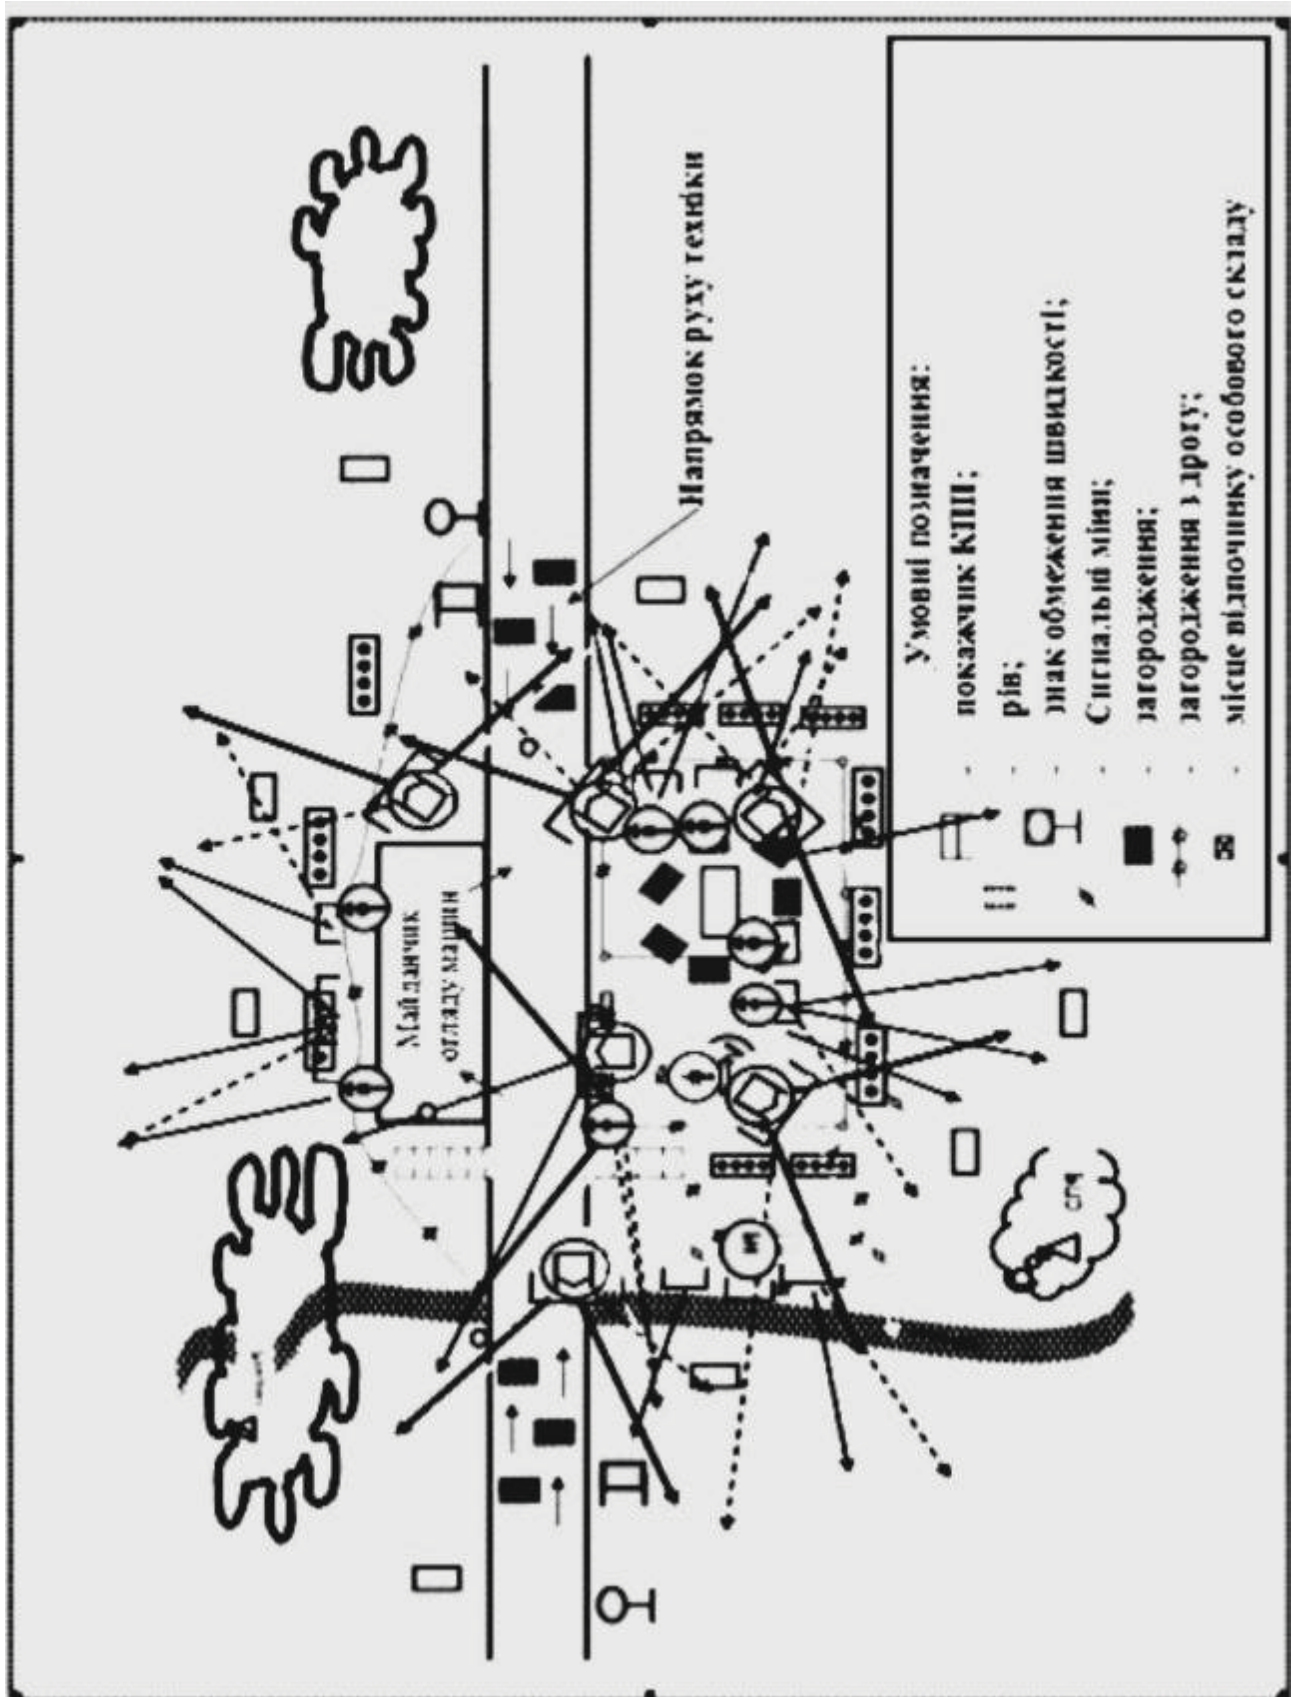 Майданчик
огляду машин
Напрямок руху техніки
Умовні позначення:
- покажчик КПП;
- рів;
- знак обмеження швидкості;
- Сигнальні міни;
- загородження;
- загородження з дроту;
- місце відпочинку особового складу